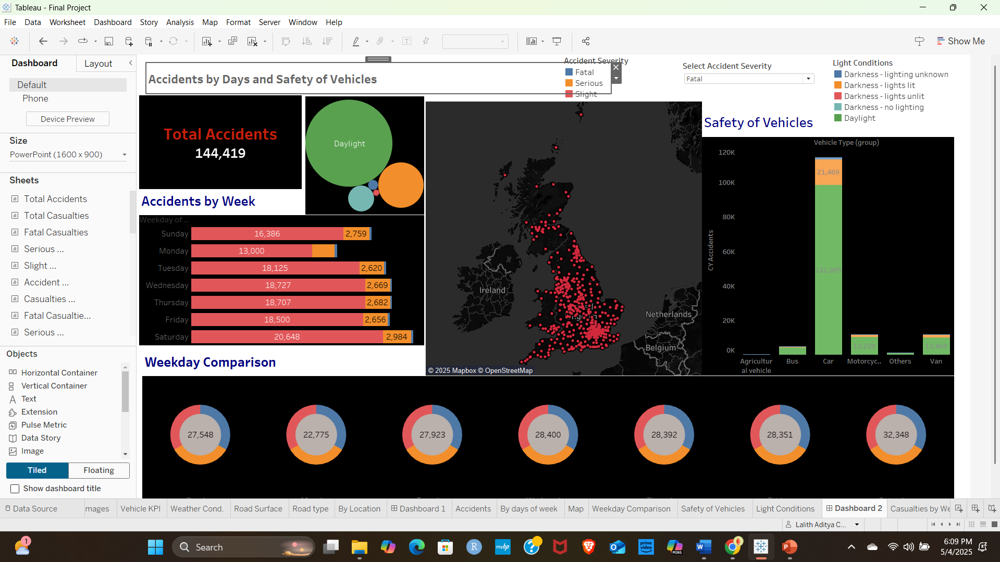 Tableau - Final Project
File Data Worksheet Dashboard Story Analysis Map Format Server Window Help
Show Me
Dashboard
Layout
Default
Phone
Device Preview
Size
PowerPoint (1600 x 900)
Sheets
Total Accidents
Total Casualties
Fatal Casualties
Serious ...
Slight ...
Accident ...
Casualties ...
Fatal Casualtie...
Serious ...
Objects
Horizontal Container
Vertical Container
Text
Extension
Pulse Metric
Data Story
Image
Tiled
Floating
Show dashboard title
Accidents by Days and Safety of Vehicles
Accident Severity
Fatal
Serious
Slight
Select Accident Severity
Fatal
Light Conditions
Darkness - lighting unknown
Darkness - lights lit
Darkness - lights unlit
Darkness - no lighting
Daylight
Total Accidents
144,419
Daylight
Accidents by Week
Weekday of ..
Sunday 16,386 2,759
Monday 13,000
Tuesday 18,125 2,620
Wednesday 18,727 2,669
Thursday 18,707 2,682
Friday 18,500 2,656
Saturday 20,648 2,984
Ireland
Netherlands
Belgium
© 2025 Mapbox © OpenStreetMap
Safety of Vehicles
Vehicle Type (group)
120K
100K
80K
60K
40K
20K
0K
CY Accidents
21,469
131,985
13,239
13,468
Agricultur
al vehicle
Bus
Car
Motorcyc..
Others
Van
Weekday Comparison
27,548
22,775
27,923
28,400
28,392
28,351
32,348
Data Source
mages
Vehicle KPI
Weather Cond.
Road Surface
Road type
By Location
Dashboard 1
Accidents
By days of week
Map
Weekday Comparison
Safety of Vehicles
Light Conditions
Dashboard 2
Casualties by We
Lalith Aditya C...
1
Search
R
myhp
prime
video
M365
W
P
6:09 PM
5/4/2025